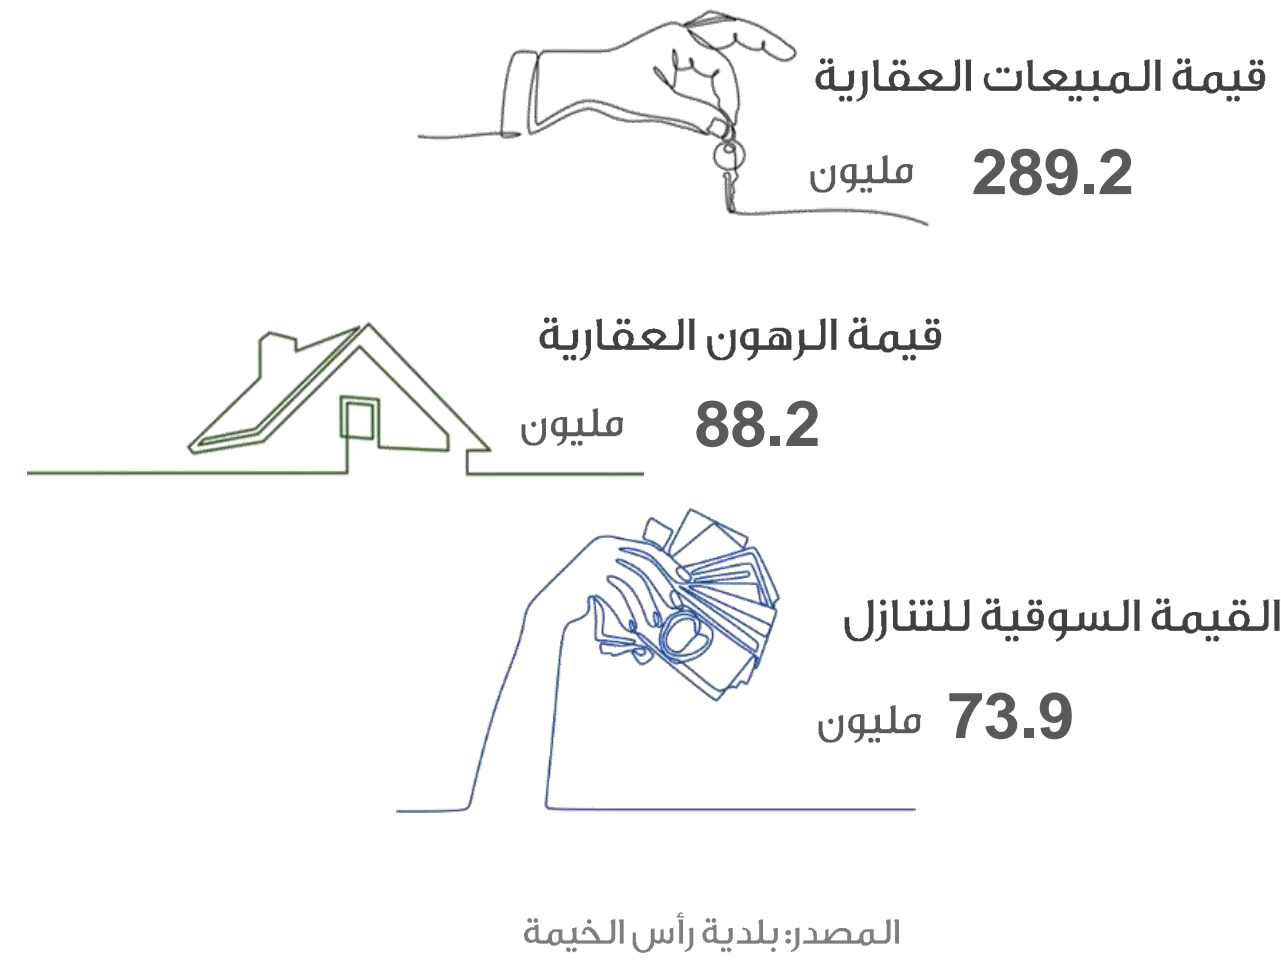 قيمة المبيعات العقارية
289.2 مليون
قيمة الرهون العقارية
88.2 مليون
القيمة السوقية للتنازل
73.9 مليون
المصدر: بلدية رأس الخيمة